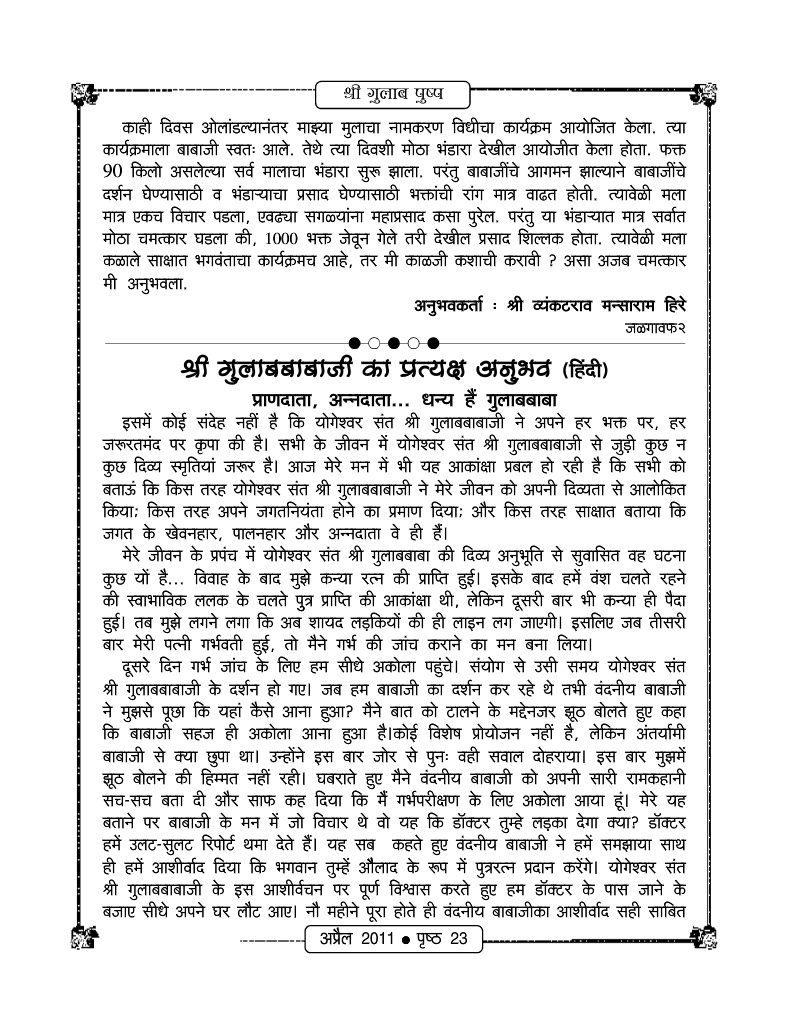 श्री गुलाब पुष्प
काही दिवस ओलांडल्यानंतर माझ्या मुलाचा नामकरण विधीचा कार्यक्रम आयोजित केला. त्या
कार्यक्रमाला बाबाजी स्वतः आले. तेथे त्या दिवशी मोठा भंडारा देखील आयोजीत केला होता. फक्त
90 किलो असलेल्या सर्व मालाचा भंडारा सुरू झाला. परंतु बाबाजींचे आगमन झाल्याने बाबाजींचे
दर्शन घेण्यासाठी व भंडाऱ्याचा प्रसाद घेण्यासाठी भक्तांची रांग मात्र वाढत होती. त्यावेळी मला
मात्र एकच विचार पडला, एवढ्या सगळ्यांना महाप्रसाद कसा पुरेल. परंतु या भंडाऱ्यात मात्र सर्वात
मोठा चमत्कार घडला की, 1000 भक्त जेवून गेले तरी देखील प्रसाद शिल्लक होता. त्यावेळी मला
कळाले साक्षात भगवंताचा कार्यक्रमच आहे, तर मी काळजी कशाची करावी ? असा अजब चमत्कार
मी अनुभवला.
अनुभवकर्ता : श्री व्यंकटराव मन्साराम हिरे
जळगावफ२
श्री गुलाबबाबाजी का प्रत्यक्ष अनुभव (हिंदी)
प्राणदाता, अन्नदाता... धन्य हैं गुलाबबाबा
इसमें कोई संदेह नहीं है कि योगेश्वर संत श्री गुलाबबाबाजी ने अपने हर भक्त पर, हर
जरूरतमंद पर कृपा की है। सभी के जीवन में योगेश्वर संत श्री गुलाबबाबाजी से जुड़ी कुछ न
कुछ दिव्य स्मृतियां जरूर है। आज मेरे मन में भी यह आकांक्षा प्रबल हो रही है कि सभी को
बताऊं कि किस तरह योगेश्वर संत श्री गुलाबबाबाजी ने मेरे जीवन को अपनी दिव्यता से आलोकित
किया; किस तरह अपने जगतनियंता होने का प्रमाण दिया; और किस तरह साक्षात बताया कि
जगत के खेवनहार, पालनहार और अन्नदाता वे ही हैं।
मेरे जीवन के प्रपंच में योगेश्वर संत श्री गुलाबबाबा की दिव्य अनुभूति से सुवासित वह घटना
कुछ यों है... विवाह के बाद मुझे कन्या रत्न की प्राप्ति हुई। इसके बाद हमें वंश चलते रहने
की स्वाभाविक ललक के चलते पुत्र प्राप्ति की आकांक्षा थी, लेकिन दूसरी बार भी कन्या ही पैदा
हुई। तब मुझे लगने लगा कि अब शायद लड़कियों की ही लाइन लग जाएगी। इसलिए जब तीसरी
बार मेरी पत्नी गर्भवती हुई, तो मैने गर्भ की जांच कराने का मन बना लिया।
दूसरे दिन गर्भ जांच के लिए हम सीधे अकोला पहुंचे। संयोग से उसी समय योगेश्वर संत
श्री गुलाबबाबाजी के दर्शन हो गए। जब हम बाबाजी का दर्शन कर रहे थे तभी वंदनीय बाबाजी
ने मुझसे पूछा कि यहां कैसे आना हुआ? मैने बात को टालने के मद्देनजर झूठ बोलते हुए कहा
कि बाबाजी सहज ही अकोला आना हुआ है।कोई विशेष प्रोयोजन नहीं है, लेकिन अंतर्यामी
बाबाजी से क्या छुपा था। उन्होंने इस बार जोर से पुनः वही सवाल दोहराया। इस बार मुझमें
झूठ बोलने की हिम्मत नहीं रही। घबराते हुए मैने वंदनीय बाबाजी को अपनी सारी रामकहानी
सच-सच बता दी और साफ कह दिया कि मैं गर्भपरीक्षण के लिए अकोला आया हूं। मेरे यह
बताने पर बाबाजी के मन में जो विचार थे वो यह कि डॉक्टर तुम्हे लड़का देगा क्या? डॉक्टर
हमें उलट-सुलट रिपोर्ट थमा देते हैं। यह सब कहते हुए वंदनीय बाबाजी ने हमें समझाया साथ
ही हमें आशीर्वाद दिया कि भगवान तुम्हें औलाद के रूप में पुत्ररत्न प्रदान करेंगे। योगेश्वर संत
श्री गुलाबबाबाजी के इस आशीर्वचन पर पूर्ण विश्वास करते हुए हम डॉक्टर के पास जाने के
बजाए सीधे अपने घर लौट आए। नौ महीने पूरा होते ही वंदनीय बाबाजीका आशीर्वाद सही साबित
अप्रैल 2011 ● पृष्ठ 23